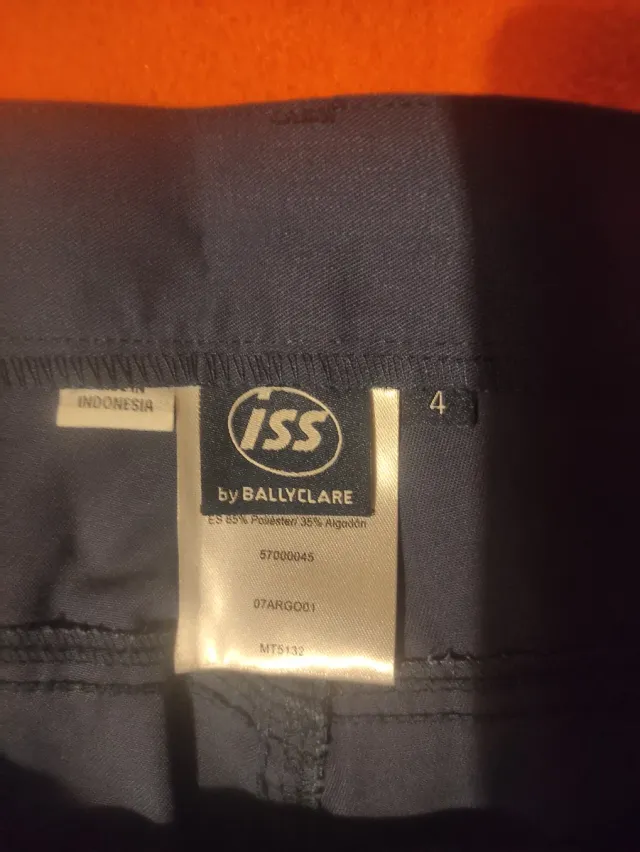 INDONESIA
iss
by BALLYCLARE
4
ES 65% Poliéster/ 35% Algodón
57000045
07ARGO01
MT5132